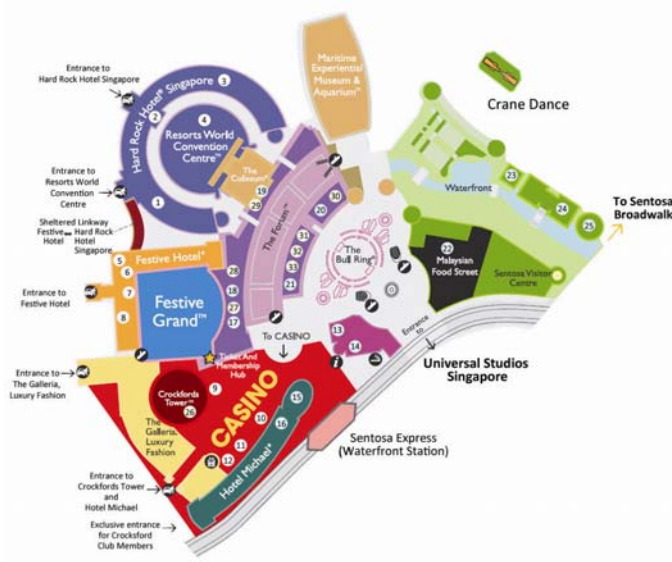 Entrance to
Hard Rock Hotel Singapore
Hard Rock Hotel® Singapore
3
2
4
Resorts World
Convention
Centre™
1
Maritime
Experiential
Museum &
Aquarium™
Crane Dance
Entrance to
Resorts World
Convention
Centre
Sheltered Linkway
Festive Hard Rock
Hotel Hotel
Singapore
The
Coliseum®
19
29
The Forum™
30
20
31
32
33
21
The
Bull Ring®
Waterfront
23
24
25
To Sentosa
Broadwalk
22
Malaysian
Food Street
Sentosa Visitor
Centre
5
Festive Hotel®
6
7
8
Entrance to
Festive Hotel
Festive
Grand™
28
18
27
17
Ticket And
Membership
Hub
To CASINO
13
14
Entrance
to
Universal Studios
Singapore
Entrance to
The Galleria,
Luxury Fashion
Crockfords
Tower™
26
9
CASINO
10
11
12
15
16
Hotel Michael®
The
Galleria,
Luxury
Fashion
Sentosa Express
(Waterfront Station)
Entrance to
Crockfords Tower
and
Hotel Michael
Exclusive entrance
for Crocksford
Club Members